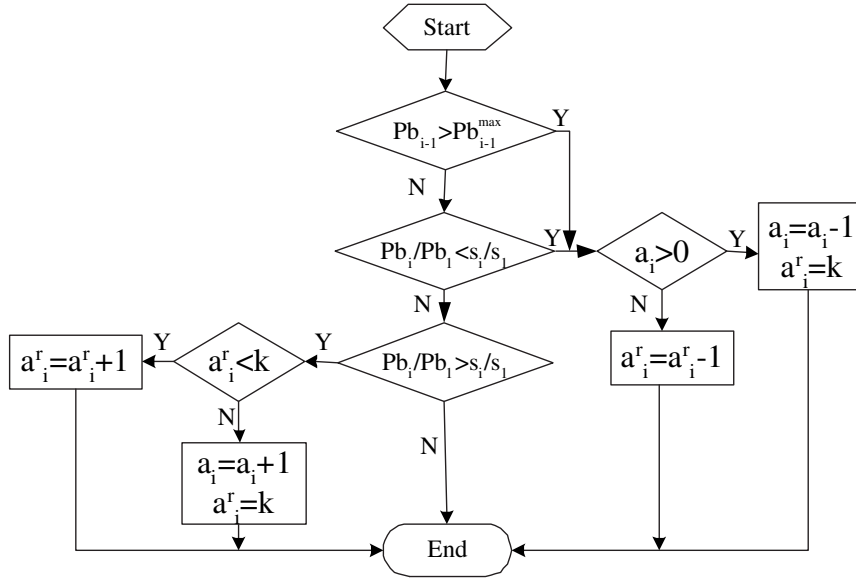 Start
Pb_{i-1}>Pb_{i-1}^{max}
Y
N
Pb_i/Pb_1<s_i/s_1
Y
a_i>0
Y
a_i=a_i-1
a^r_i=k
N
N
a^r_i=a^r_i-1
Pb_i/Pb_1>s_i/s_1
Y
a^r_i<k
Y
a^r_i=a^r_i+1
N
N
a_i=a_i+1
a^r_i=k
End